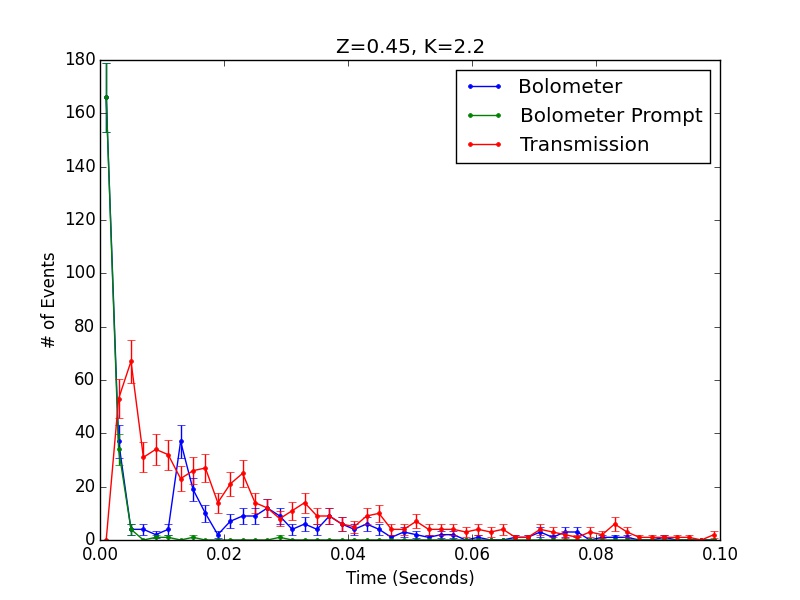 Z=0.45, K=2.2
Bolometer
Bolometer Prompt
Transmission
180
160
140
120
100
80
60
40
20
0
# of Events
0.00 0.02 0.04 0.06 0.08 0.10
Time (Seconds)